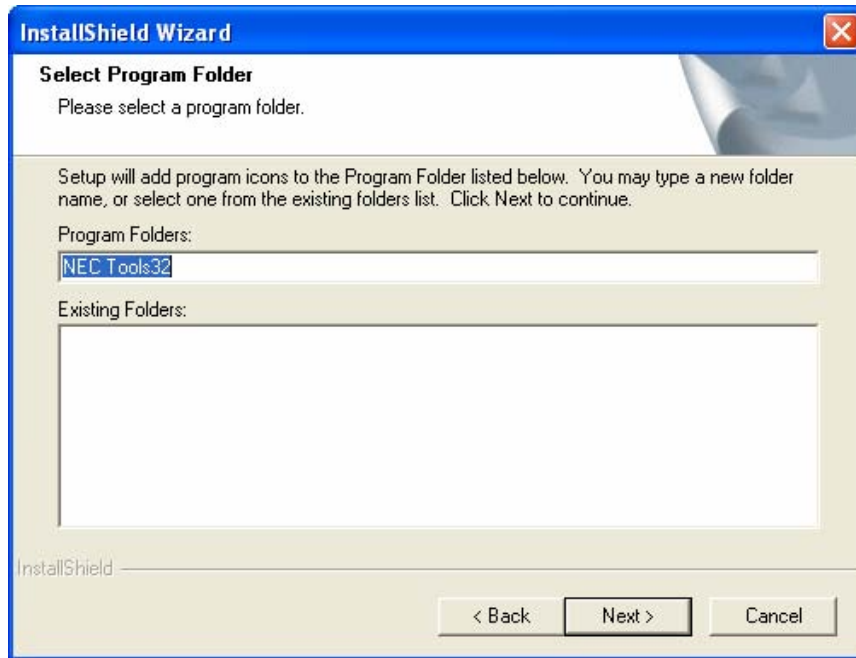 InstallShield Wizard
Select Program Folder
Please select a program folder.
Setup will add program icons to the Program Folder listed below.  You may type a new folder
name, or select one from the existing folders list.  Click Next to continue.
Program Folders:
NEC Tools32
Existing Folders:
InstallShield
< Back
Next >
Cancel